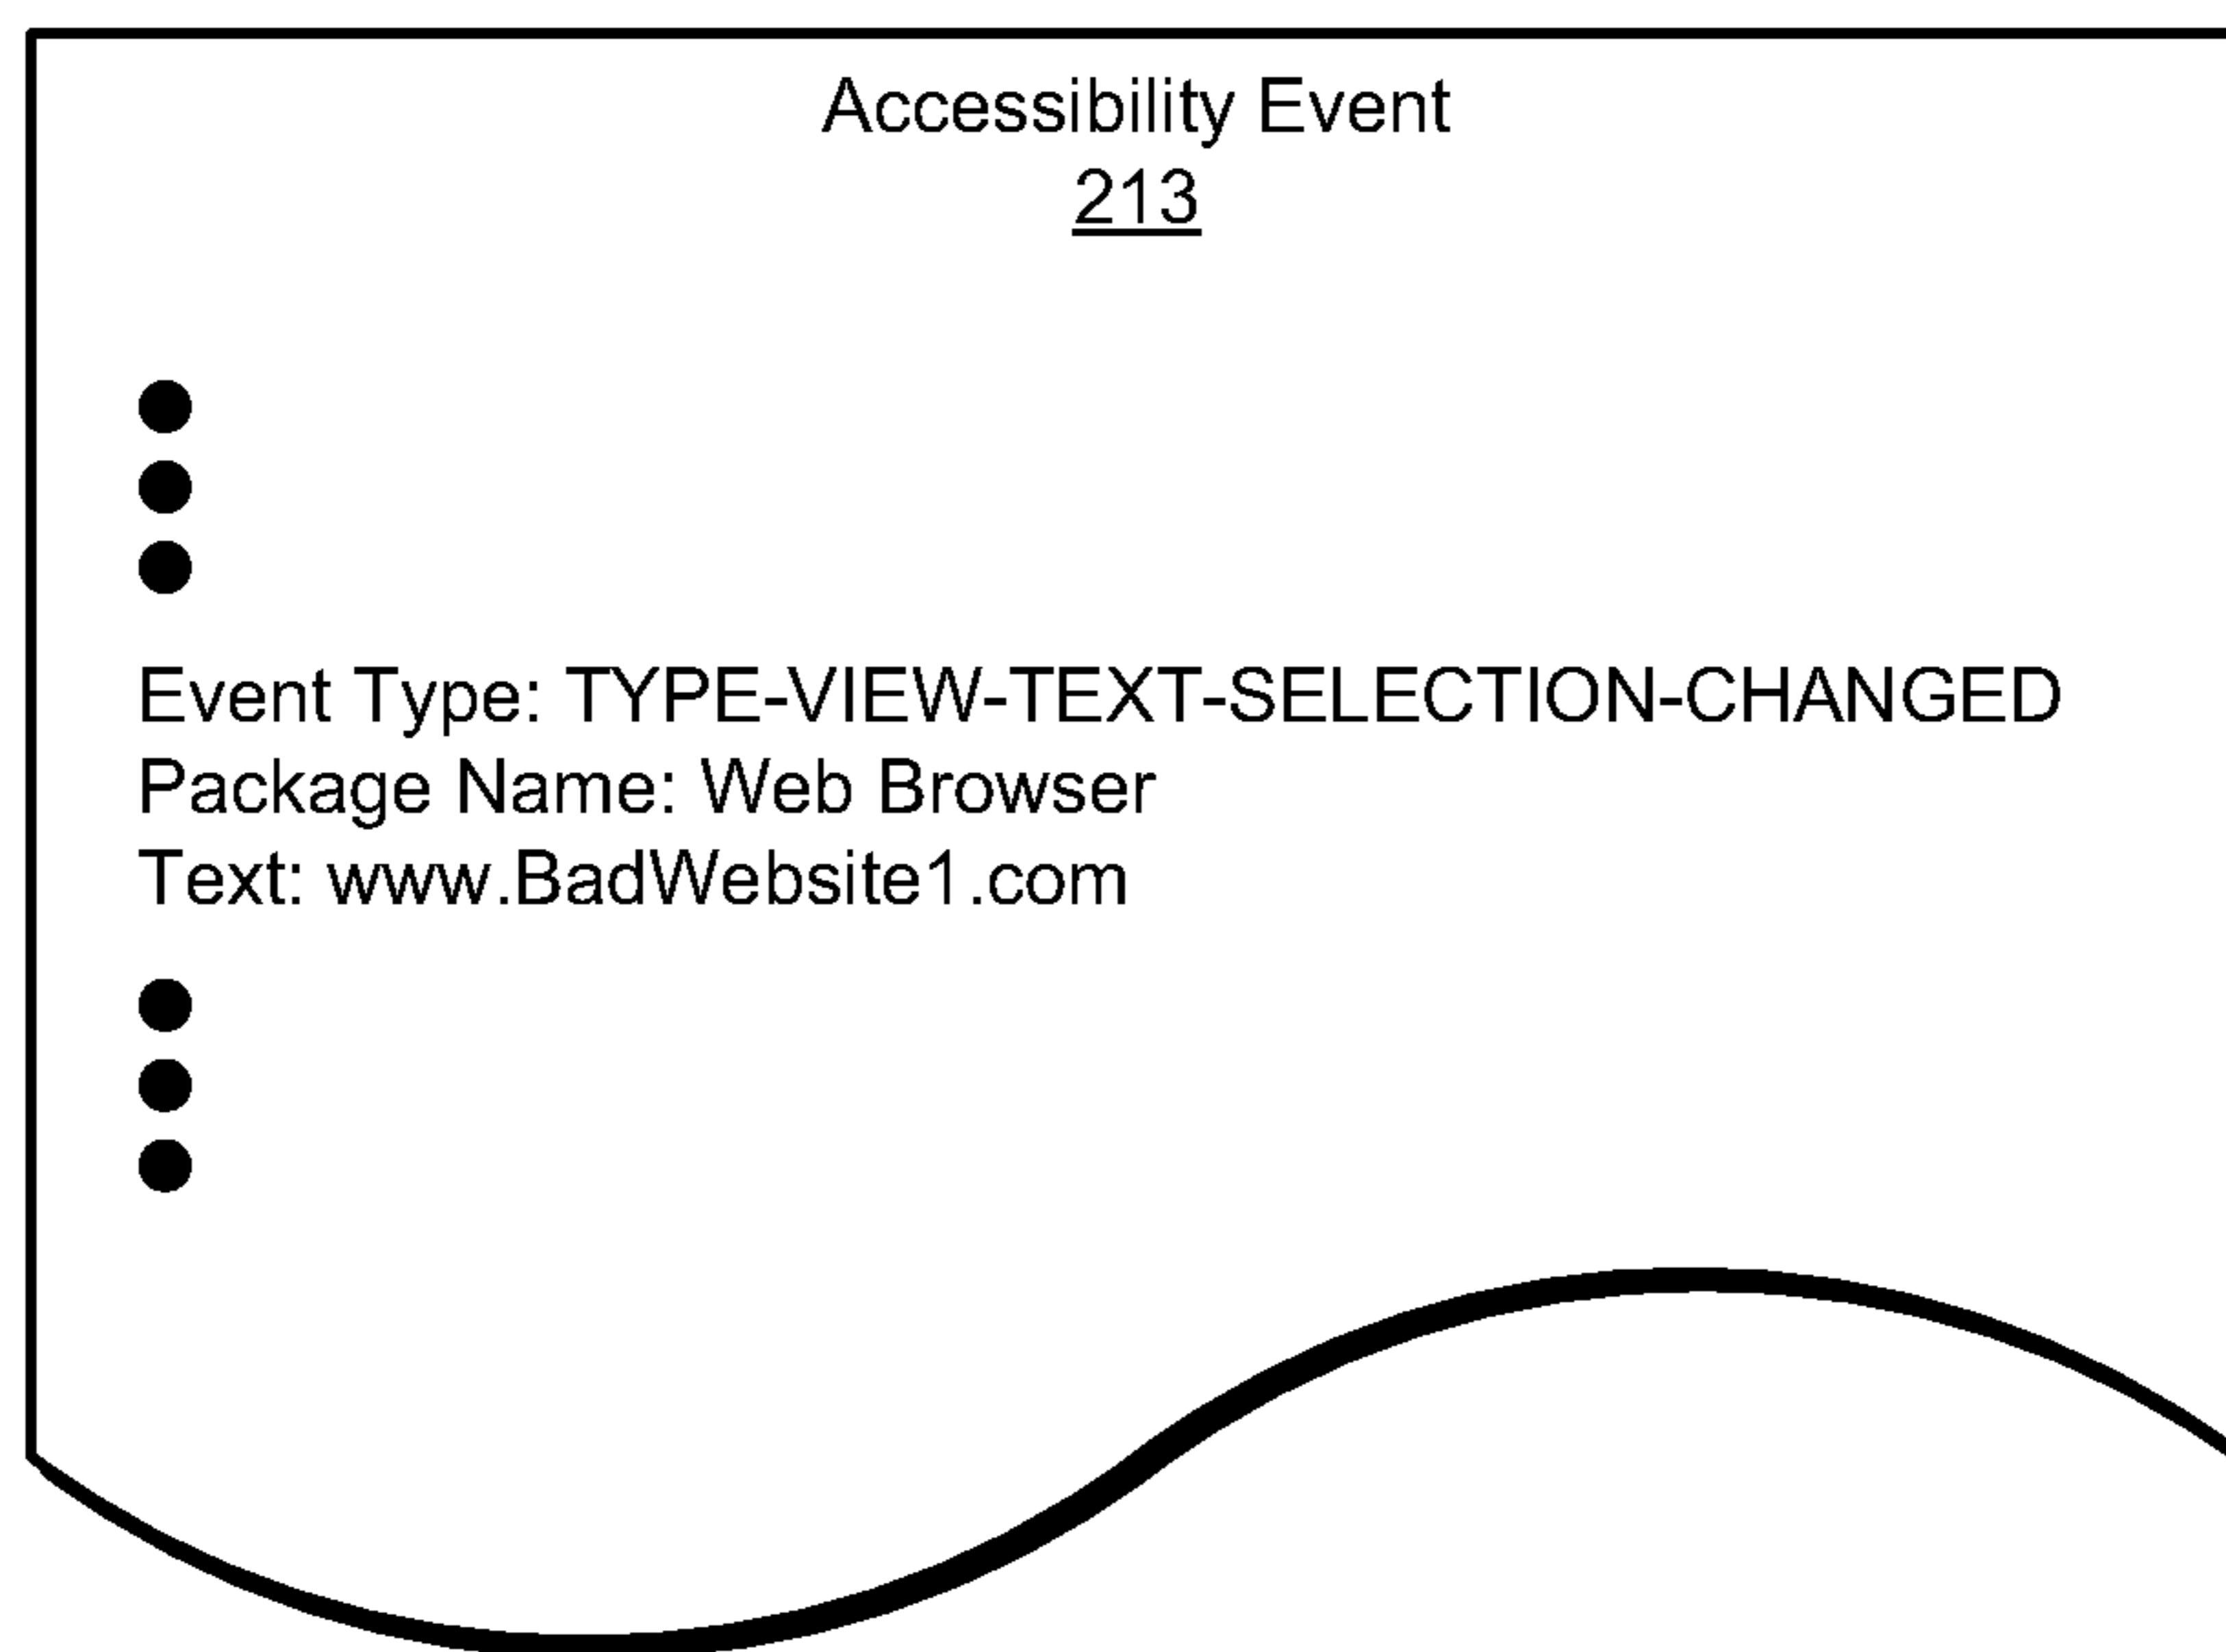 Accessibility Event
213
Event Type: TYPE-VIEW-TEXT-SELECTION-CHANGED
Package Name: Web Browser
Text: www.BadWebsite1.com